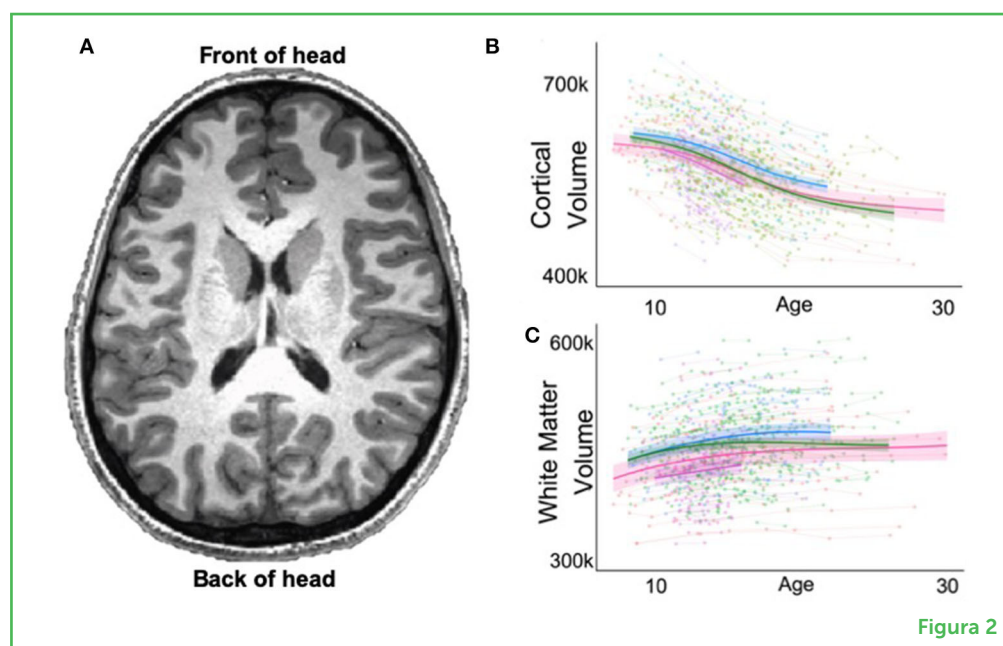 A
Front of head
Back of head
B
700k
Cortical
Volume
400k
10
Age
30
C
600k
White Matter
Volume
300k
10
Age
30
Figura 2